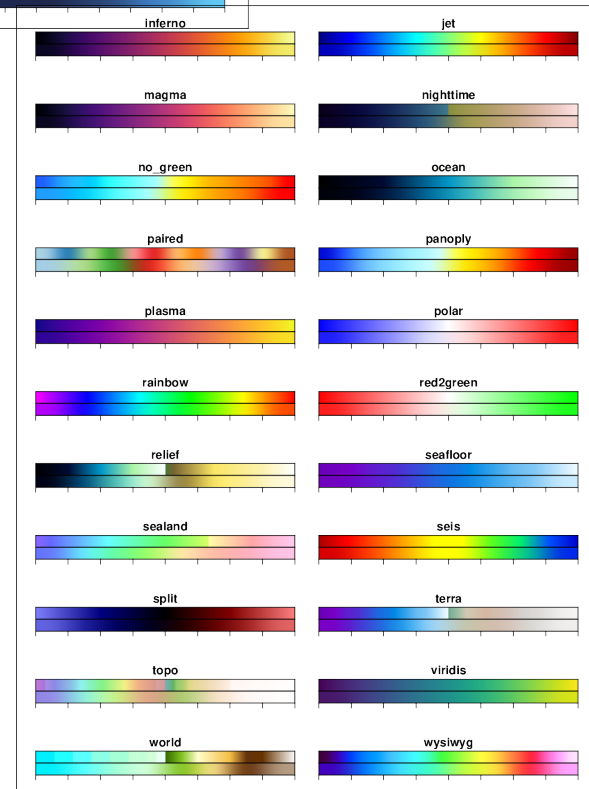 inferno
jet
magma
nighttime
no_green
ocean
paired
panoply
plasma
polar
rainbow
red2green
relief
seafloor
sealand
seis
split
terra
topo
viridis
world
wysiwyg